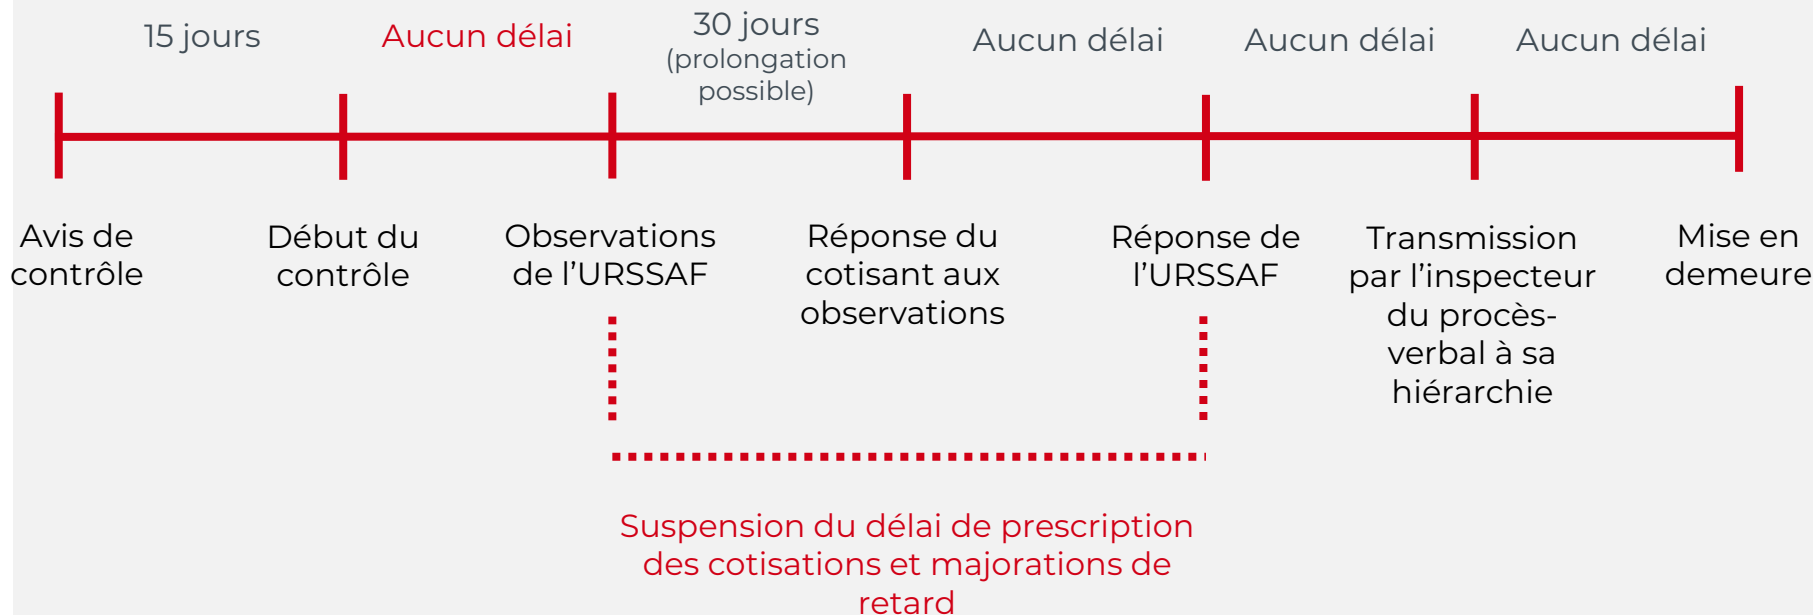 15 jours
Aucun délai
30 jours
(prolongation
possible)
Aucun délai
Aucun délai
Aucun délai
Avis de
contrôle
Début du
contrôle
Observations
de l’URSSAF
Réponse du
cotisant aux
observations
Réponse de
l’URSSAF
Transmission
par l’inspecteur
du procès-
verbal à sa
hiérarchie
Mise en
demeure
Suspension du délai de prescription
des cotisations et majorations de
retard